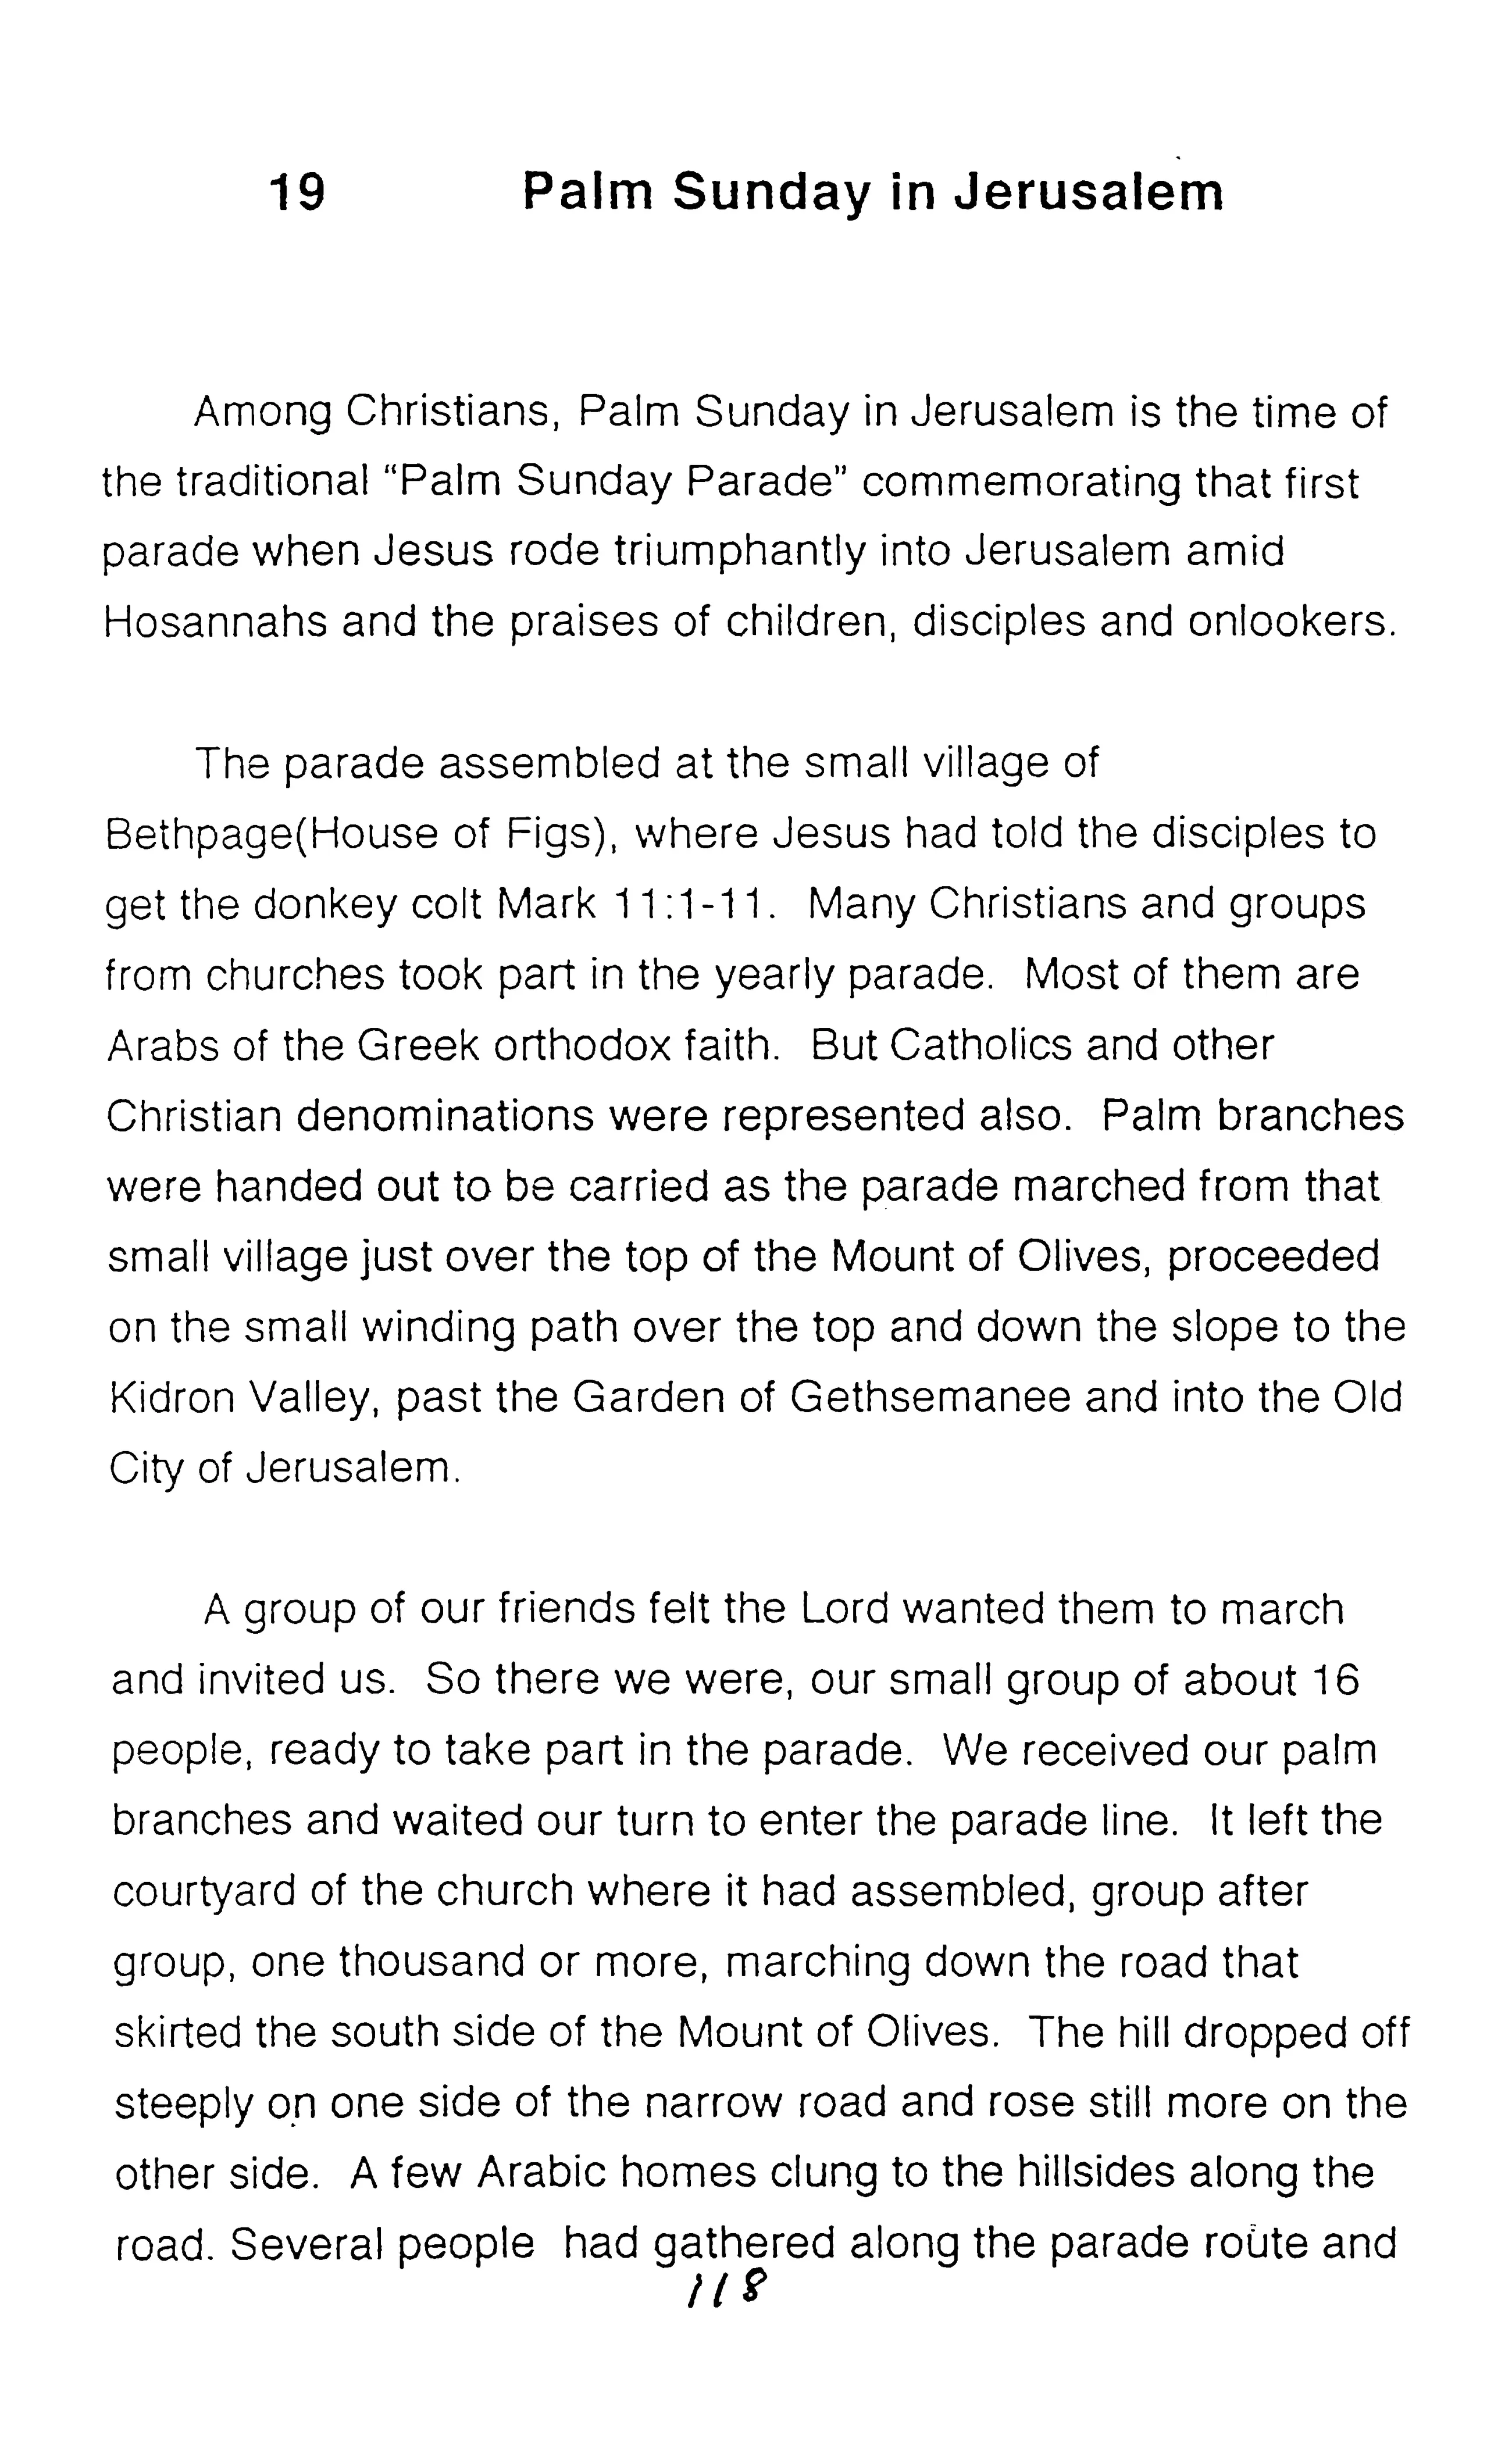 19 Palm Sunday in Jerusalem
Among Christians, Palm Sunday in Jerusalem is the time of
the traditional “Palm Sunday Parade” commemorating that first
parade when Jesus rode triumphantly into Jerusalem amid
Hosannahs and the praises of children, disciples and onlookers.
The parade assembled at the small village of
Bethpage(House of Figs), where Jesus had told the disciples to
get the donkey colt Mark 11:1-11. Many Christians and groups
from churches took part in the yearly parade. Most of them are
Arabs of the Greek orthodox faith. But Catholics and other
Christian denominations were represented also. Palm branches
were handed out to be carried as the parade marched from that
small village just over the top of the Mount of Olives, proceeded
on the small winding path over the top and down the slope to the
Kidron Valley, past the Garden of Gethsemanee and into the Old
City of Jerusalem.
A group of our friends felt the Lord wanted them to march
and invited us. So there we were, our small group of about 16
people, ready to take part in the parade. We received our palm
branches and waited our turn to enter the parade line. It left the
courtyard of the church where it had assembled, group after
group, one thousand or more, marching down the road that
skirted the south side of the Mount of Olives. The hill dropped off
steeply on one side of the narrow road and rose still more on the
other side. A few Arabic homes clung to the hillsides along the
road. Several people had gathered along the parade route and
118